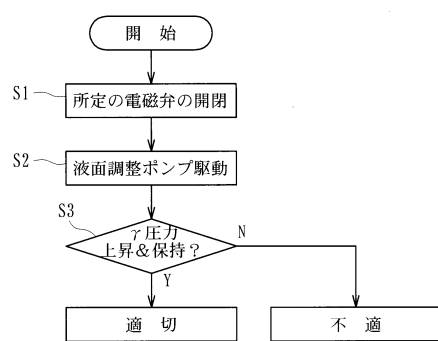 開 始
S1
所定の電磁弁の開閉
S2
液面調整ポンプ駆動
S3
γ圧力
上昇&保持?
N
Y
適 切
不 適